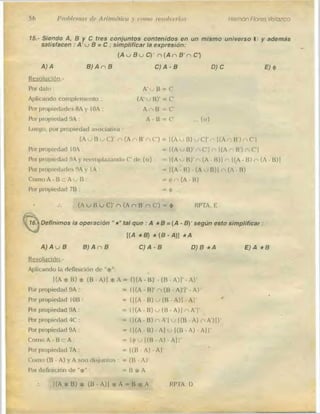 56 Problemas de Aritmética y como resolverlos Hernán Flores Velazco
15.- Siendo A, B y C tres conjuntos contenidos en un mismo universo U y además
satisfacen : A' ∪ B = C , simplificar la expresión:
(A ∪ B ∪ C)' ∩ (A ∩ B' ∩ C')
A) A B) A ∩ B C) A - B D) C E) ϕ
Resolución.-
Por dato : A' ∪ B = C
Aplicando complemento : (A' ∪ B)' = C'
Por propiedades 8A y 10A : A ∩ B' = C'
Por propiedad 9A : A - B = C' ... (α)
Luego, por propiedad asociativa :
(A ∪ B ∪ C)' ∩ (A ∩ B' ∩ C') = [(A ∪ B) ∪ C]' ∩ [(A ∩ B') ∩ C']
Por propiedad 10A = [(A ∪ B)' ∩ C'] ∩ [(A ∩ B') ∩ C']
Por propiedad 9A y reemplazando C' de (α) : = [(A ∪ B)' ∩ (A - B)] ∩ [(A - B) ∩ (A - B)]
Por propiedades 9A y 1A = [(A - B) - (A ∪ B)] ∩ (A - B)
Como A - B ⊂ A ∪ B : = ϕ ∩ (A - B)
Por propiedad 7B : = ϕ
∴ (A ∪ B ∪ C)' ∩ (A ∩ B' ∩ C') = ϕ RPTA. E
16.- Definimos la operación "★" tal que : A ★ B = (A - B)' según esto simplificar :
[(A ★ B) ★ (B - A)] ★ A
A) A ∪ B B) A ∩ B C) A - B D) B ★ A E) A ★ B
Resolución.-
Aplicando la definición de "★":
[(A ★ B) ★ (B - A)] ★ A = {[(A - B)' - (B - A)]' - A}'
Por propiedad 9A : = {[(A - B)' ∩ (B - A)']' - A}'
Por propiedad 10B : = {[(A - B) ∪ (B - A)] - A}'
Por propiedad 9A : = {[(A - B) ∪ (B - A)] ∩ A'}'
Por propiedad 4C : = {[(A - B) ∩ A'] ∪ [(B - A) ∩ A']}'
Por propiedad 9A : = {[(A - B) - A] ∪ [(B - A) - A]}'
Como A - B ⊂ A : = {ϕ ∪ [(B - A) - A]}'
Por propiedad 7A : = [(B - A) - A]'
Como (B - A) y A son disjuntos : = (B - A)'
Por definición de "★" : = B ★ A
∴ [(A ★ B) ★ (B - A)] ★ A = B ★ A RPTA. D